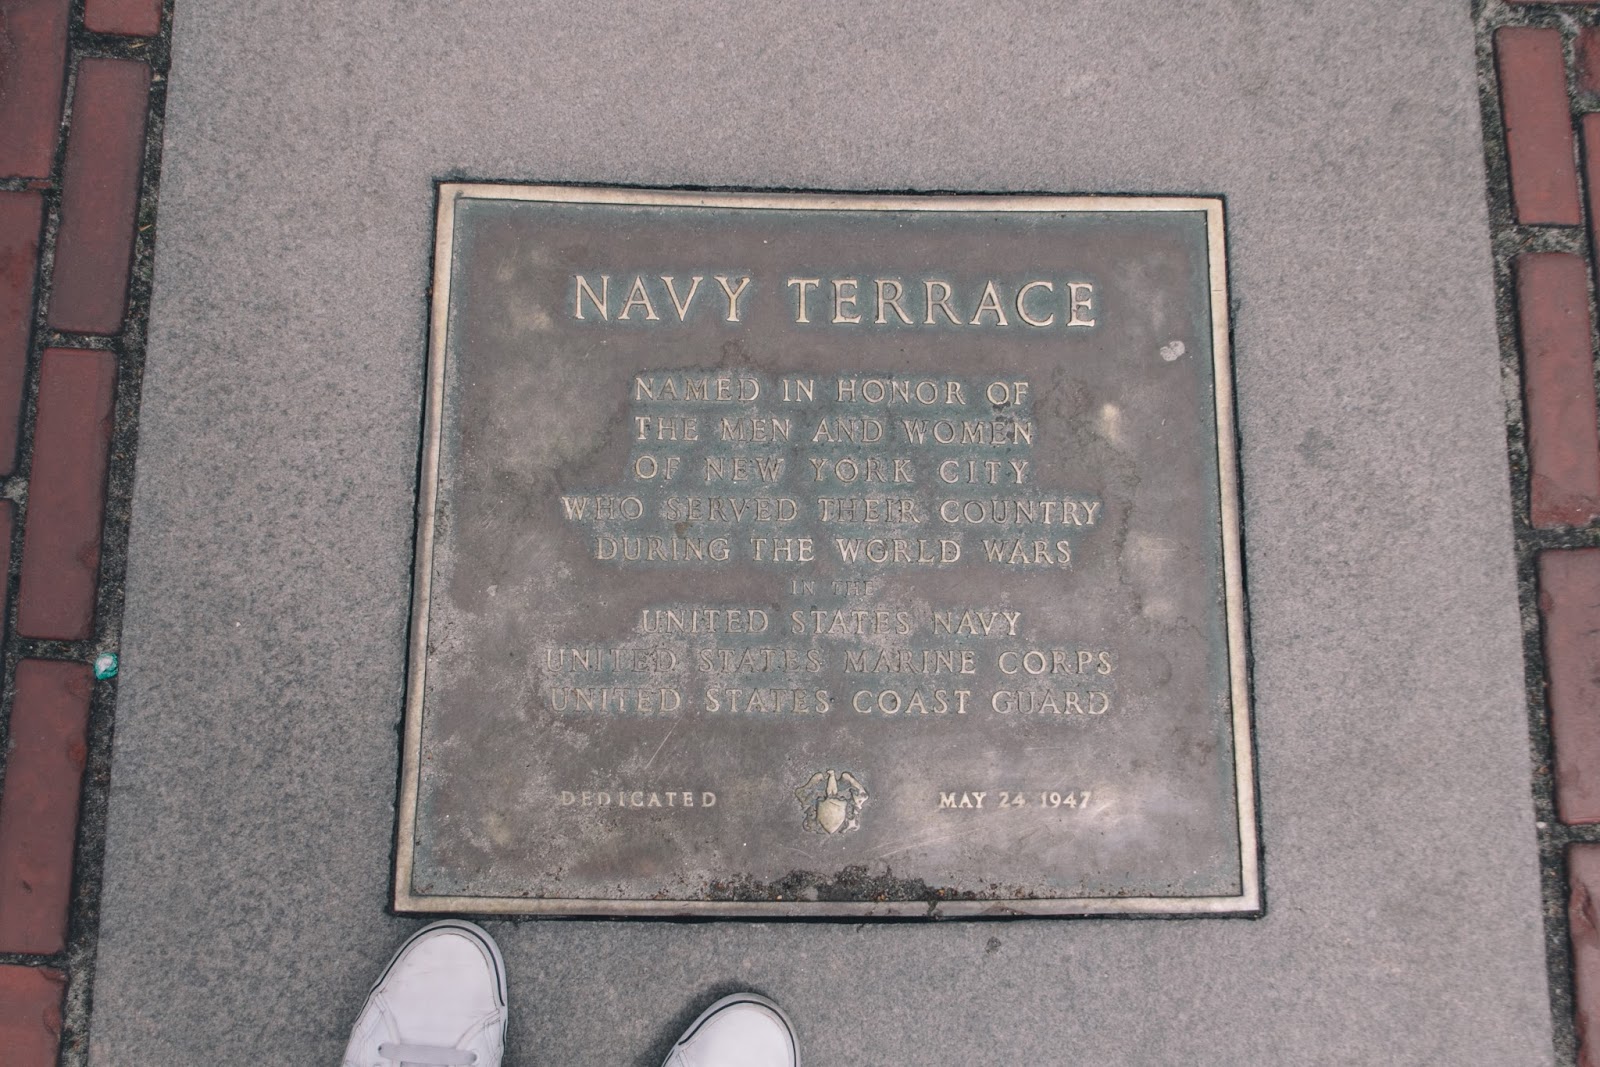 NAVY TERRACE
NAMED IN HONOR OF
THE MEN AND WOMEN
OF NEW YORK CITY
WHO SERVED THEIR COUNTRY
DURING THE WORLD WARS
IN THE
UNITED STATES NAVY
UNITED STATES MARINE CORPS
UNITED STATES COAST GUARD
DEDICATED MAY 24 1947